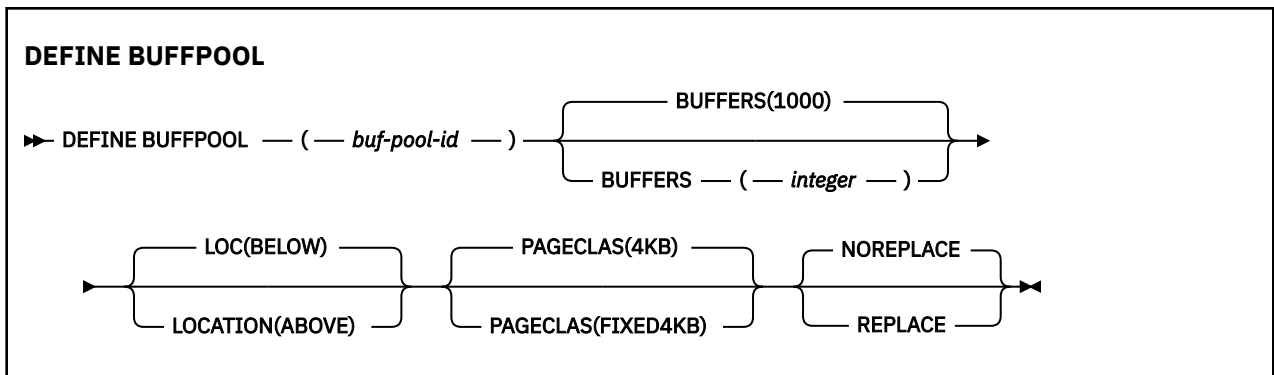 DEFINE BUFFPOOL
BUFFERS(1000)
DEFINE BUFFPOOL ( buf-pool-id )
BUFFERS ( integer )
LOC(BELOW) PAGECLAS(4KB) NOREPLACE
LOCATION(ABOVE) PAGECLAS(FIXED4KB) REPLACE